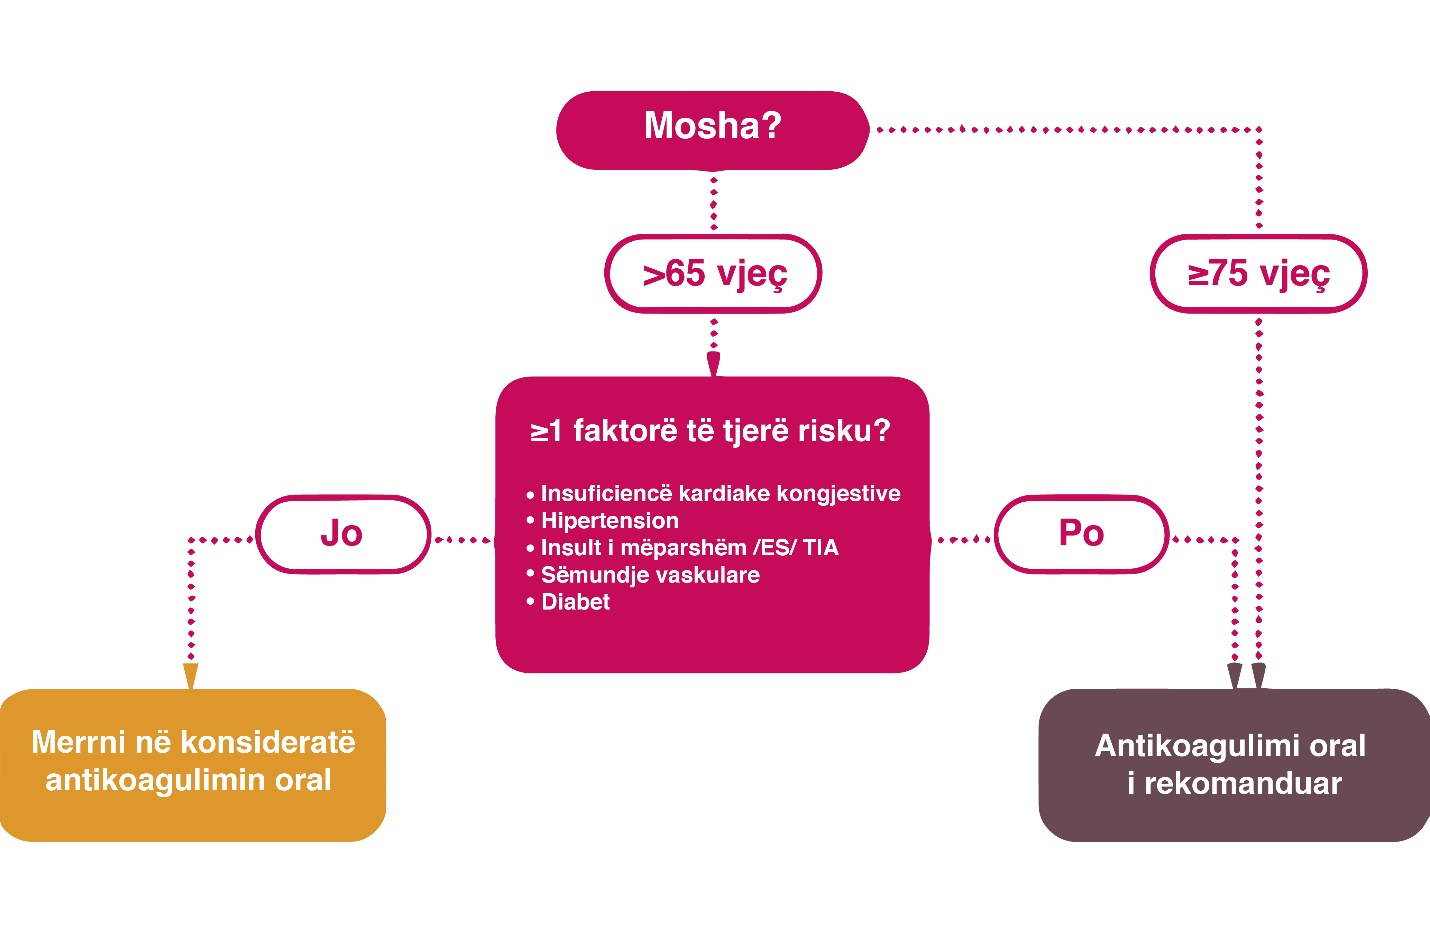 Mosha?
>65 vjeç
≥75 vjeç
≥1 faktorë të tjerë risku?
• Insuficiencë kardiake kongjestive
• Hipertension
• Insult i mëparshëm /ES/ TIA
• Sëmundje vaskulare
• Diabet
Jo
Po
Merrni në konsideratë
antikoagulimin oral
Antikoagulimi oral
i rekomanduar